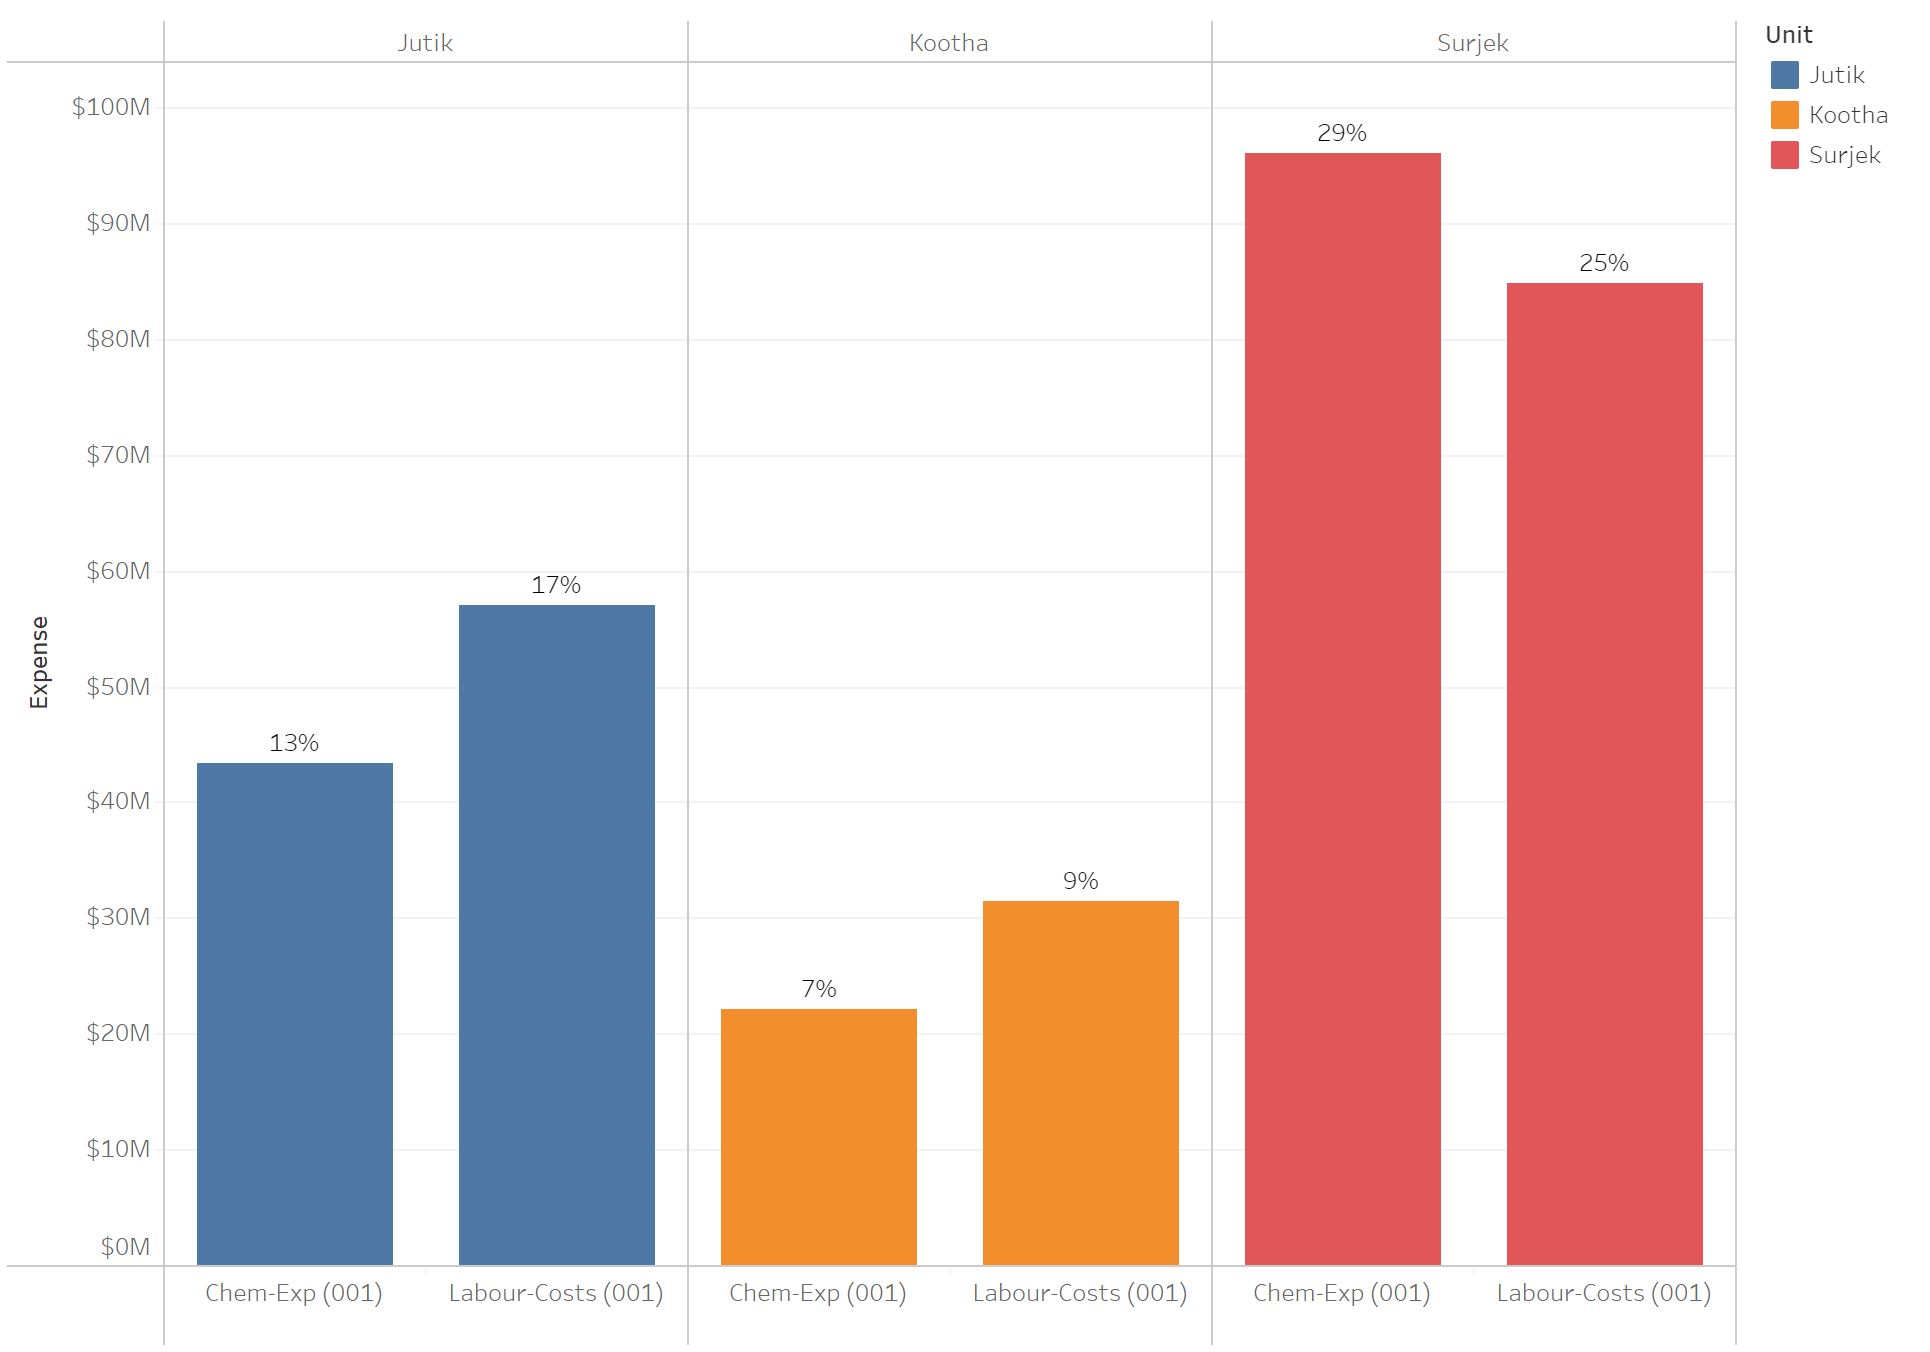 Jutik Kootha Surjek
Unit
Jutik
Kootha
Surjek
Expense
$100M
$90M
$80M
$70M
$60M
$50M
$40M
$30M
$20M
$10M
$0M
13%
17%
7%
9%
29%
25%
Chem-Exp (001) Labour-Costs (001) Chem-Exp (001) Labour-Costs (001) Chem-Exp (001) Labour-Costs (001)